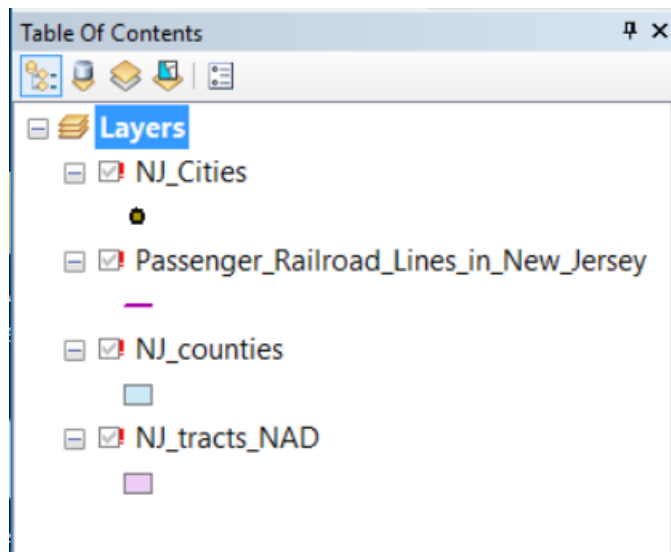 Table Of Contents
Layers
NJ_Cities
Passenger_Railroad_Lines_in_New_Jersey
NJ_counties
NJ_tracts_NAD